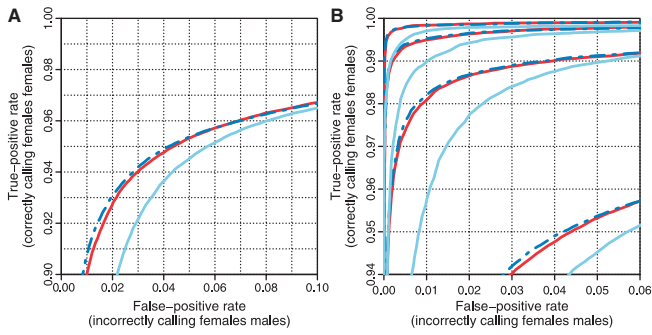 A
True−positive rate
(correctly calling females females)
1.00
0.98
0.96
0.94
0.92
0.90
0.00
0.02
0.04
0.06
0.08
0.10
False−positive rate
(incorrectly calling females males)
B
True−positive rate
(correctly calling females females)
1.00
0.99
0.98
0.97
0.96
0.95
0.94
0.00
0.01
0.02
0.03
0.04
0.05
0.06
False−positive rate
(incorrectly calling females males)